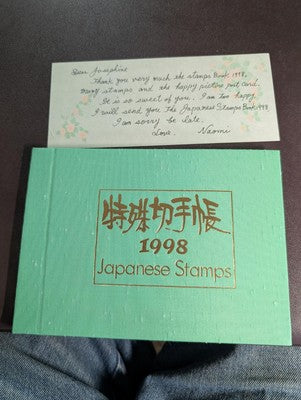 Dear Josephine
Thank you very much the stamps Book 1998,
many stamps and the happy picture post card.
It is so sweet of you. I am too happy
I will send you The Japanese Stamps Book 1998
I am sorry be late.
Love. Naomi
特殊切手帳
1998
Japanese Stamps